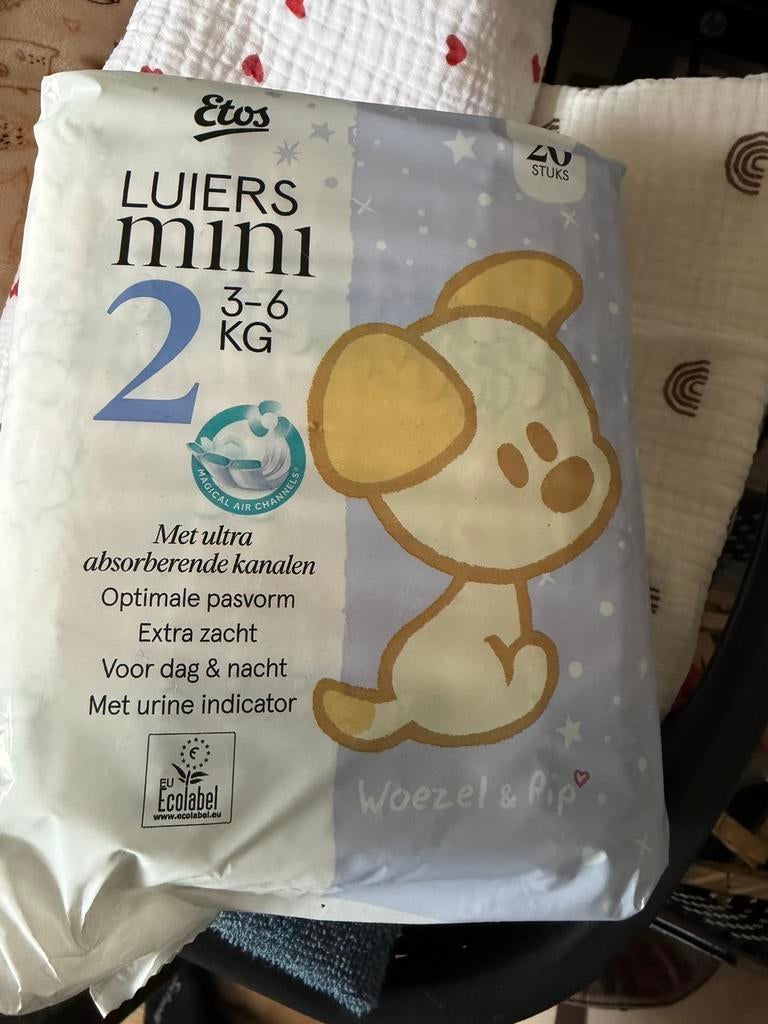 Etos
20
STUKS
LUIERS
mini
2
3-6
KG
MAGICAL AIR CHANNELS®
Met ultra
absorberende kanalen
Optimale pasvorm
Extra zacht
Voor dag & nacht
Met urine indicator
EU
Ecolabel
www.ecolabel.eu
Woezel & Pip